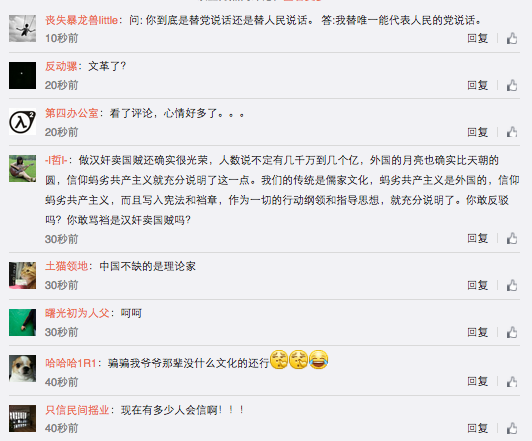 丧失暴龙兽little：问: 你到底是替党说话还是替人民说话。 答:我替唯一能代表人民的党说话。
10秒前
回复
反动骡：文革了?
20秒前
回复
第四办公室：看了评论，心情好多了。。。
20秒前
回复
-I哲I-：做汉奸卖国贼还确实很光荣，人数说不定有几千万到几个亿，外国的月亮也确实比天朝的
圆，信仰蚂劣共产主义就充分说明了这一点。我们的传统是儒家文化，蚂劣共产主义是外国的，信仰
蚂劣共产主义，而且写入宪法和裆章，作为一切的行动纲领和指导思想，就充分说明了。你敢反驳
吗？你敢骂裆是汉奸卖国贼吗?
30秒前
回复
土猫领地：中国不缺的是理论家
30秒前
回复
曙光初为人父：呵呵
30秒前
回复
哈哈哈1R1：骗骗我爷爷那辈没什么文化的还行
40秒前
回复
只信民间摇业：现在有多少人会信啊！！！
40秒前
回复